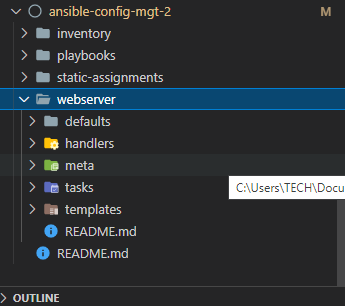 ansible-config-mgt-2 M
inventory
playbooks
static-assignments
webserver
defaults
handlers
meta
tasks
C:\Users\TECH\Docu
templates
README.md
README.md
OUTLINE